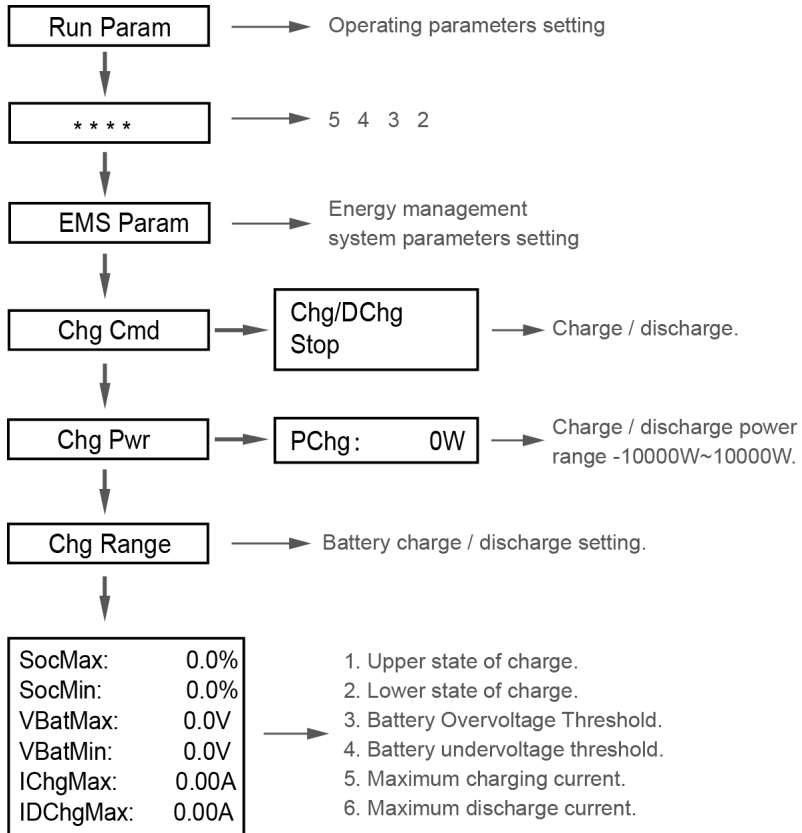 Run Param
Operating parameters setting
* * * *
5 4 3 2
EMS Param
Energy management
system parameters setting
Chg Cmd
Chg/DChg
Stop
Charge / discharge.
Chg Pwr
PChg: 0W
Charge / discharge power
range -10000W~10000W.
Chg Range
Battery charge / discharge setting.
SocMax: 0.0%
SocMin: 0.0%
VBatMax: 0.0V
VBatMin: 0.0V
IChgMax: 0.00A
IDChgMax: 0.00A
1. Upper state of charge.
2. Lower state of charge.
3. Battery Overvoltage Threshold.
4. Battery undervoltage threshold.
5. Maximum charging current.
6. Maximum discharge current.